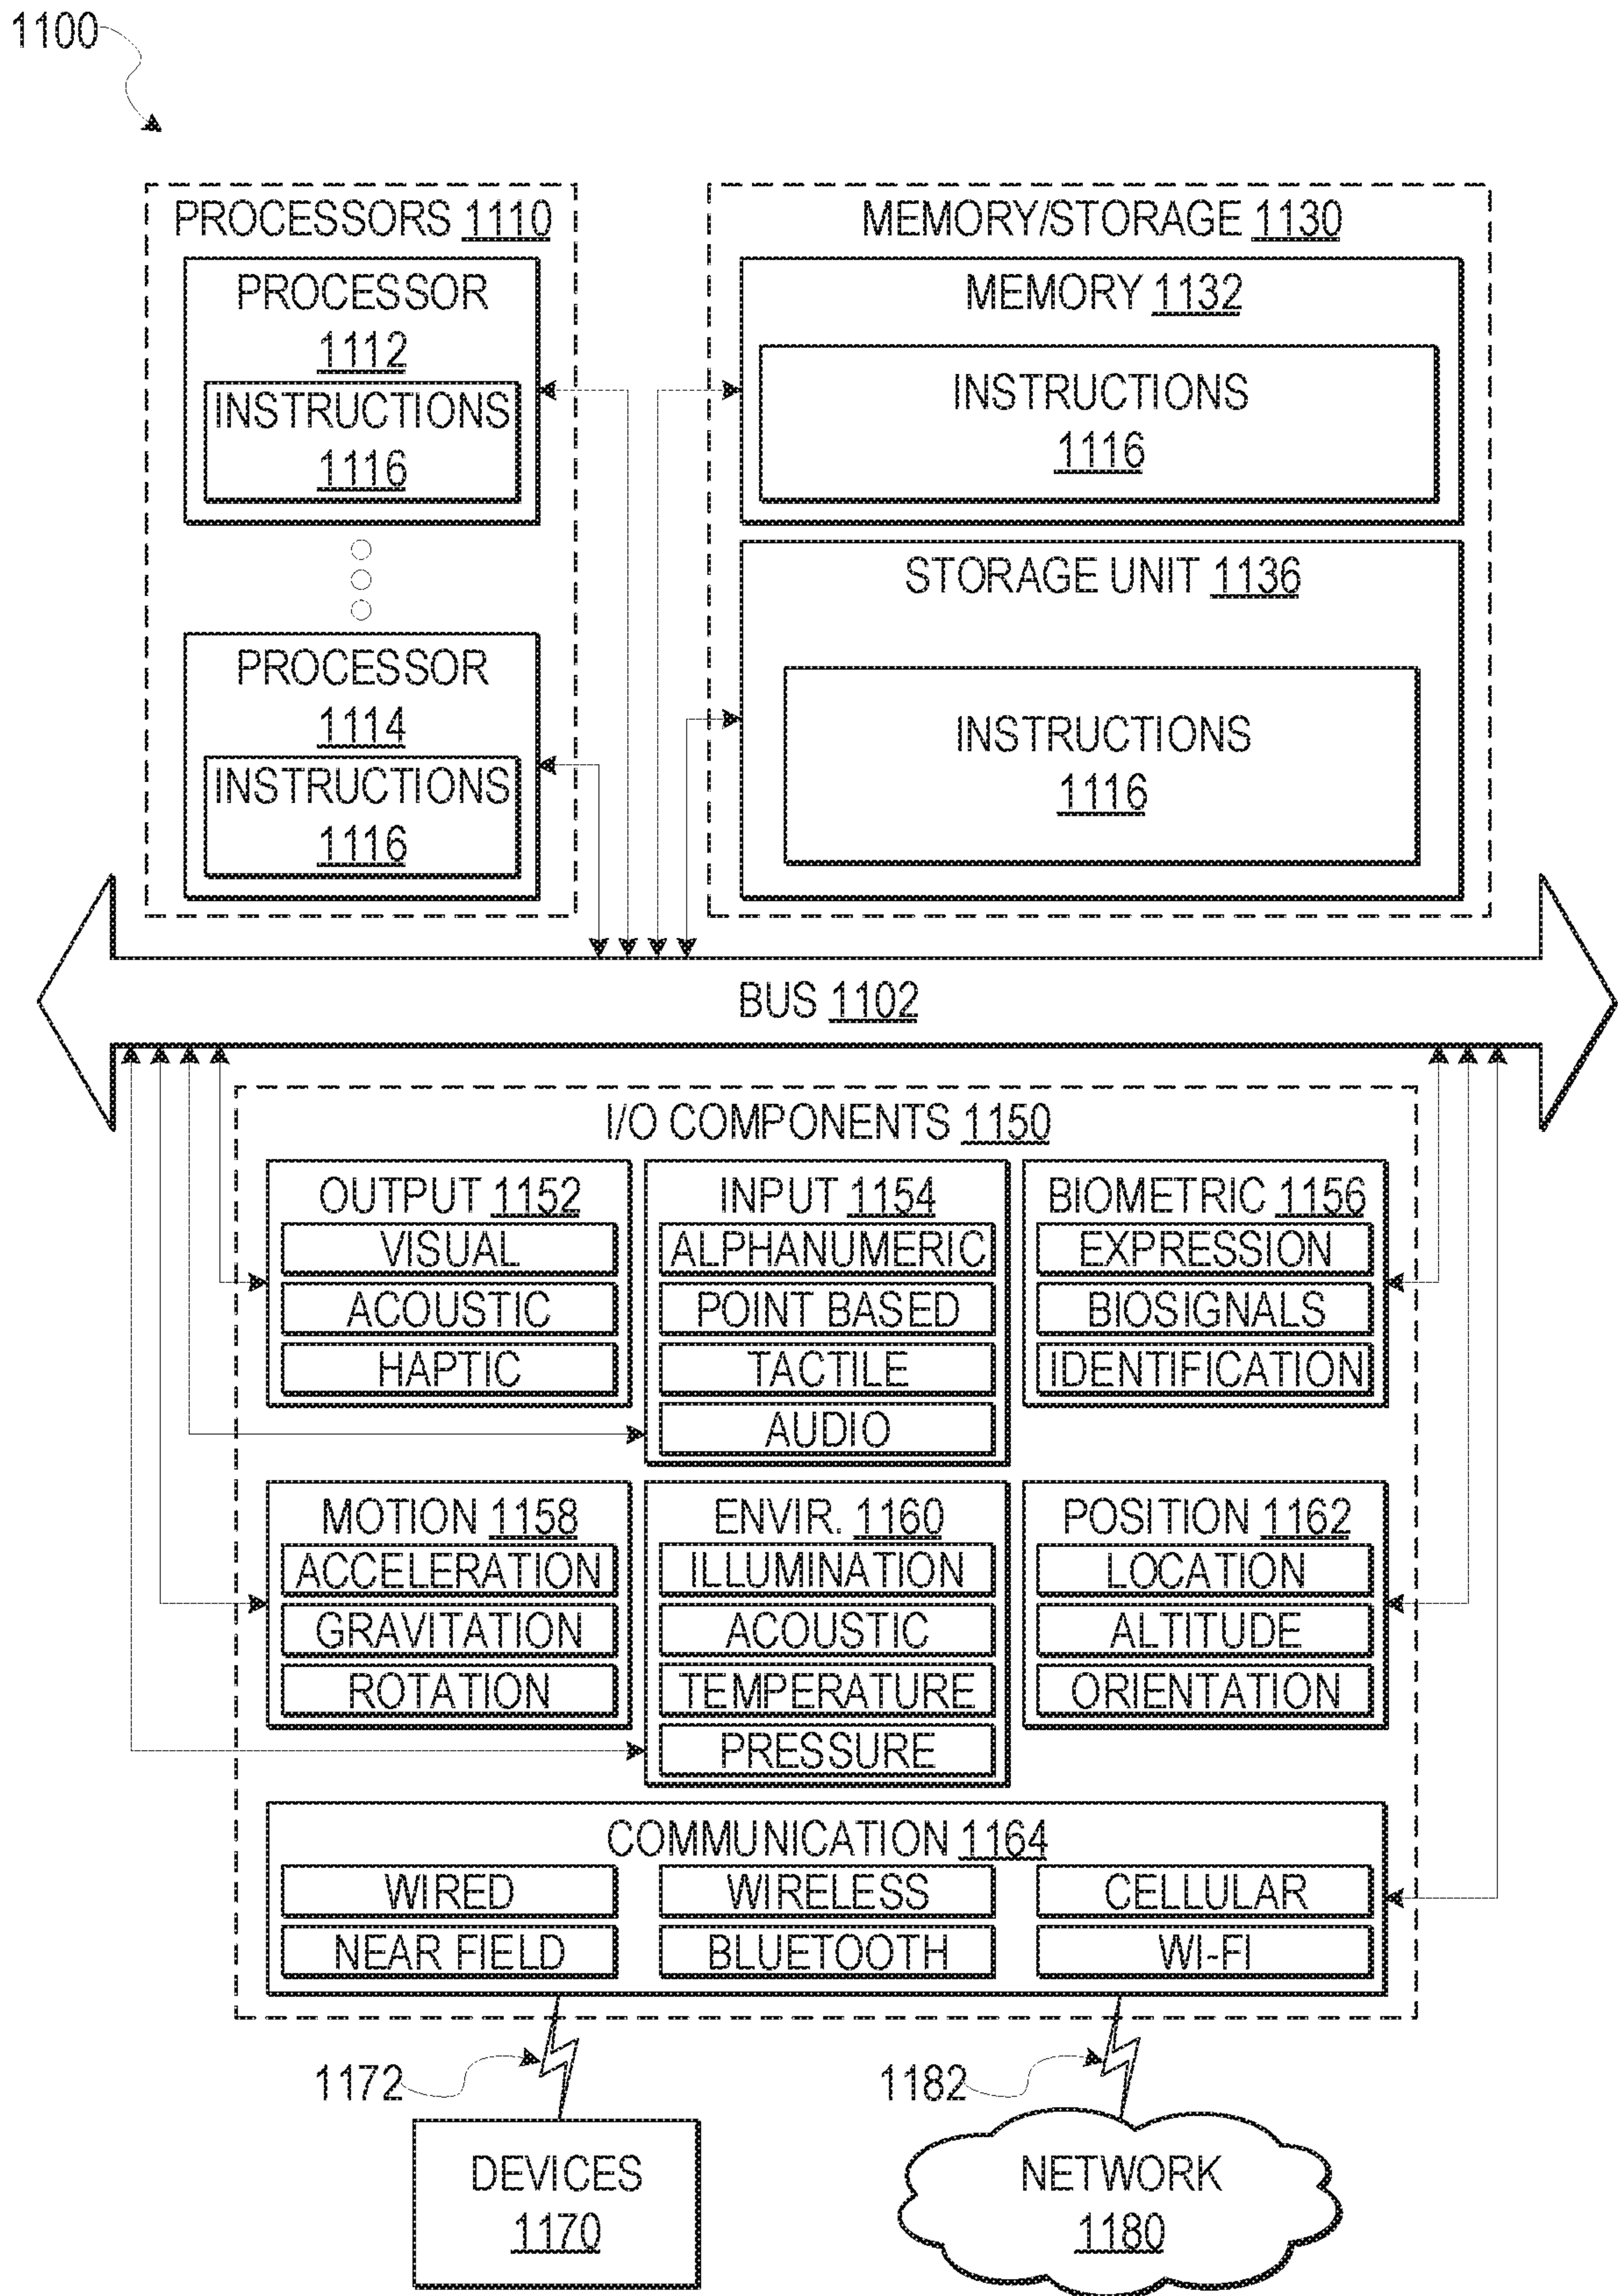 1100
PROCESSORS 1110
PROCESSOR
1112
INSTRUCTIONS
1116
PROCESSOR
1114
INSTRUCTIONS
1116
MEMORY/STORAGE 1130
MEMORY 1132
INSTRUCTIONS
1116
STORAGE UNIT 1136
INSTRUCTIONS
1116
BUS 1102
I/O COMPONENTS 1150
OUTPUT 1152
VISUAL
ACOUSTIC
HAPTIC
INPUT 1154
ALPHANUMERIC
POINT BASED
TACTILE
AUDIO
BIOMETRIC 1156
EXPRESSION
BIOSIGNALS
IDENTIFICATION
MOTION 1158
ACCELERATION
GRAVITATION
ROTATION
ENVIR. 1160
ILLUMINATION
ACOUSTIC
TEMPERATURE
PRESSURE
POSITION 1162
LOCATION
ALTITUDE
ORIENTATION
COMMUNICATION 1164
WIRED
WIRELESS
CELLULAR
NEAR FIELD
BLUETOOTH
WI-FI
1172
1182
DEVICES
1170
NETWORK
1180